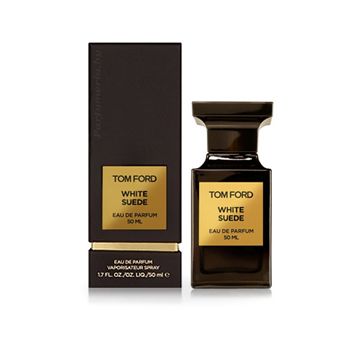 TOM FORD
WHITE
SUEDE
EAU DE PARFUM
50 ML
EAU DE PARFUM
VAPORISATEUR SPRAY
1.7 FL. OZ./OZ. LIQ./50 ml ℮
TOM FORD
WHITE
SUEDE
EAU DE PARFUM
50 ML